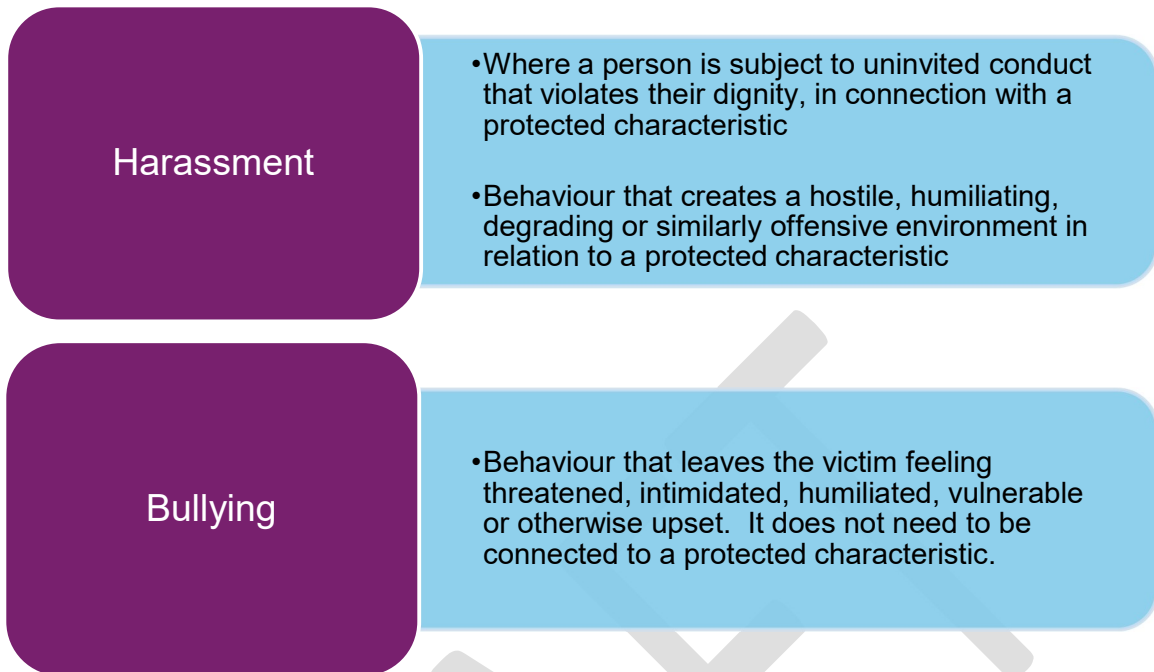 Harassment
•Where a person is subject to uninvited conduct
that violates their dignity, in connection with a
protected characteristic
•Behaviour that creates a hostile, humiliating,
degrading or similarly offensive environment in
relation to a protected characteristic
Bullying
•Behaviour that leaves the victim feeling
threatened, intimidated, humiliated, vulnerable
or otherwise upset.  It does not need to be
connected to a protected characteristic.